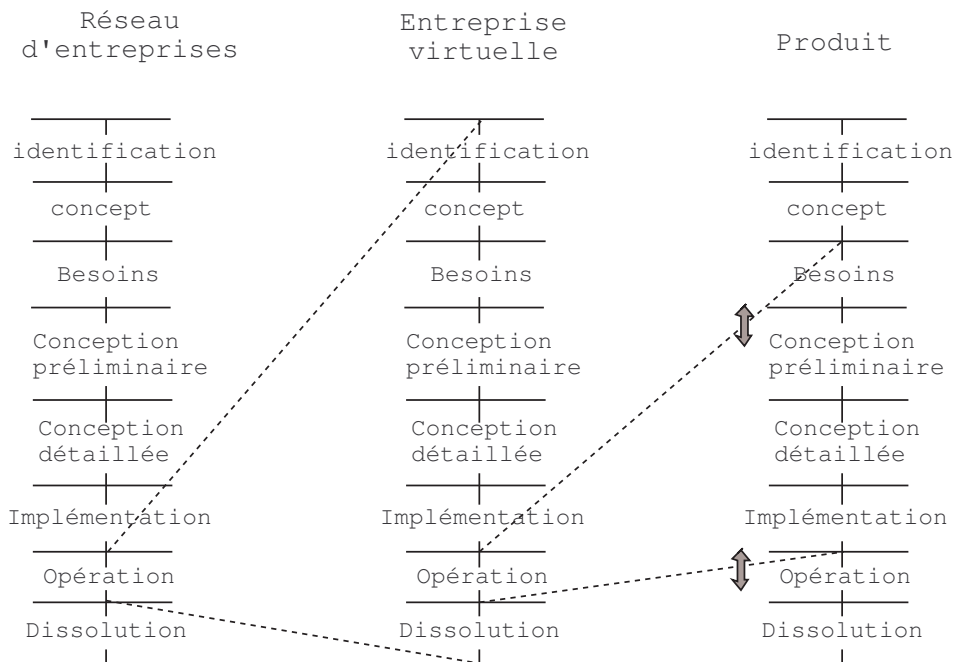 Réseau
d'entreprises
Entreprise
virtuelle
Produit
identification
identification
identification
concept
concept
concept
Besoins
Besoins
Besoins
Conception
préliminaire
Conception
préliminaire
Conception
préliminaire
Conception
détaillée
Conception
détaillée
Conception
détaillée
Implémentation
Implémentation
Implémentation
Opération
Opération
Opération
Dissolution
Dissolution
Dissolution